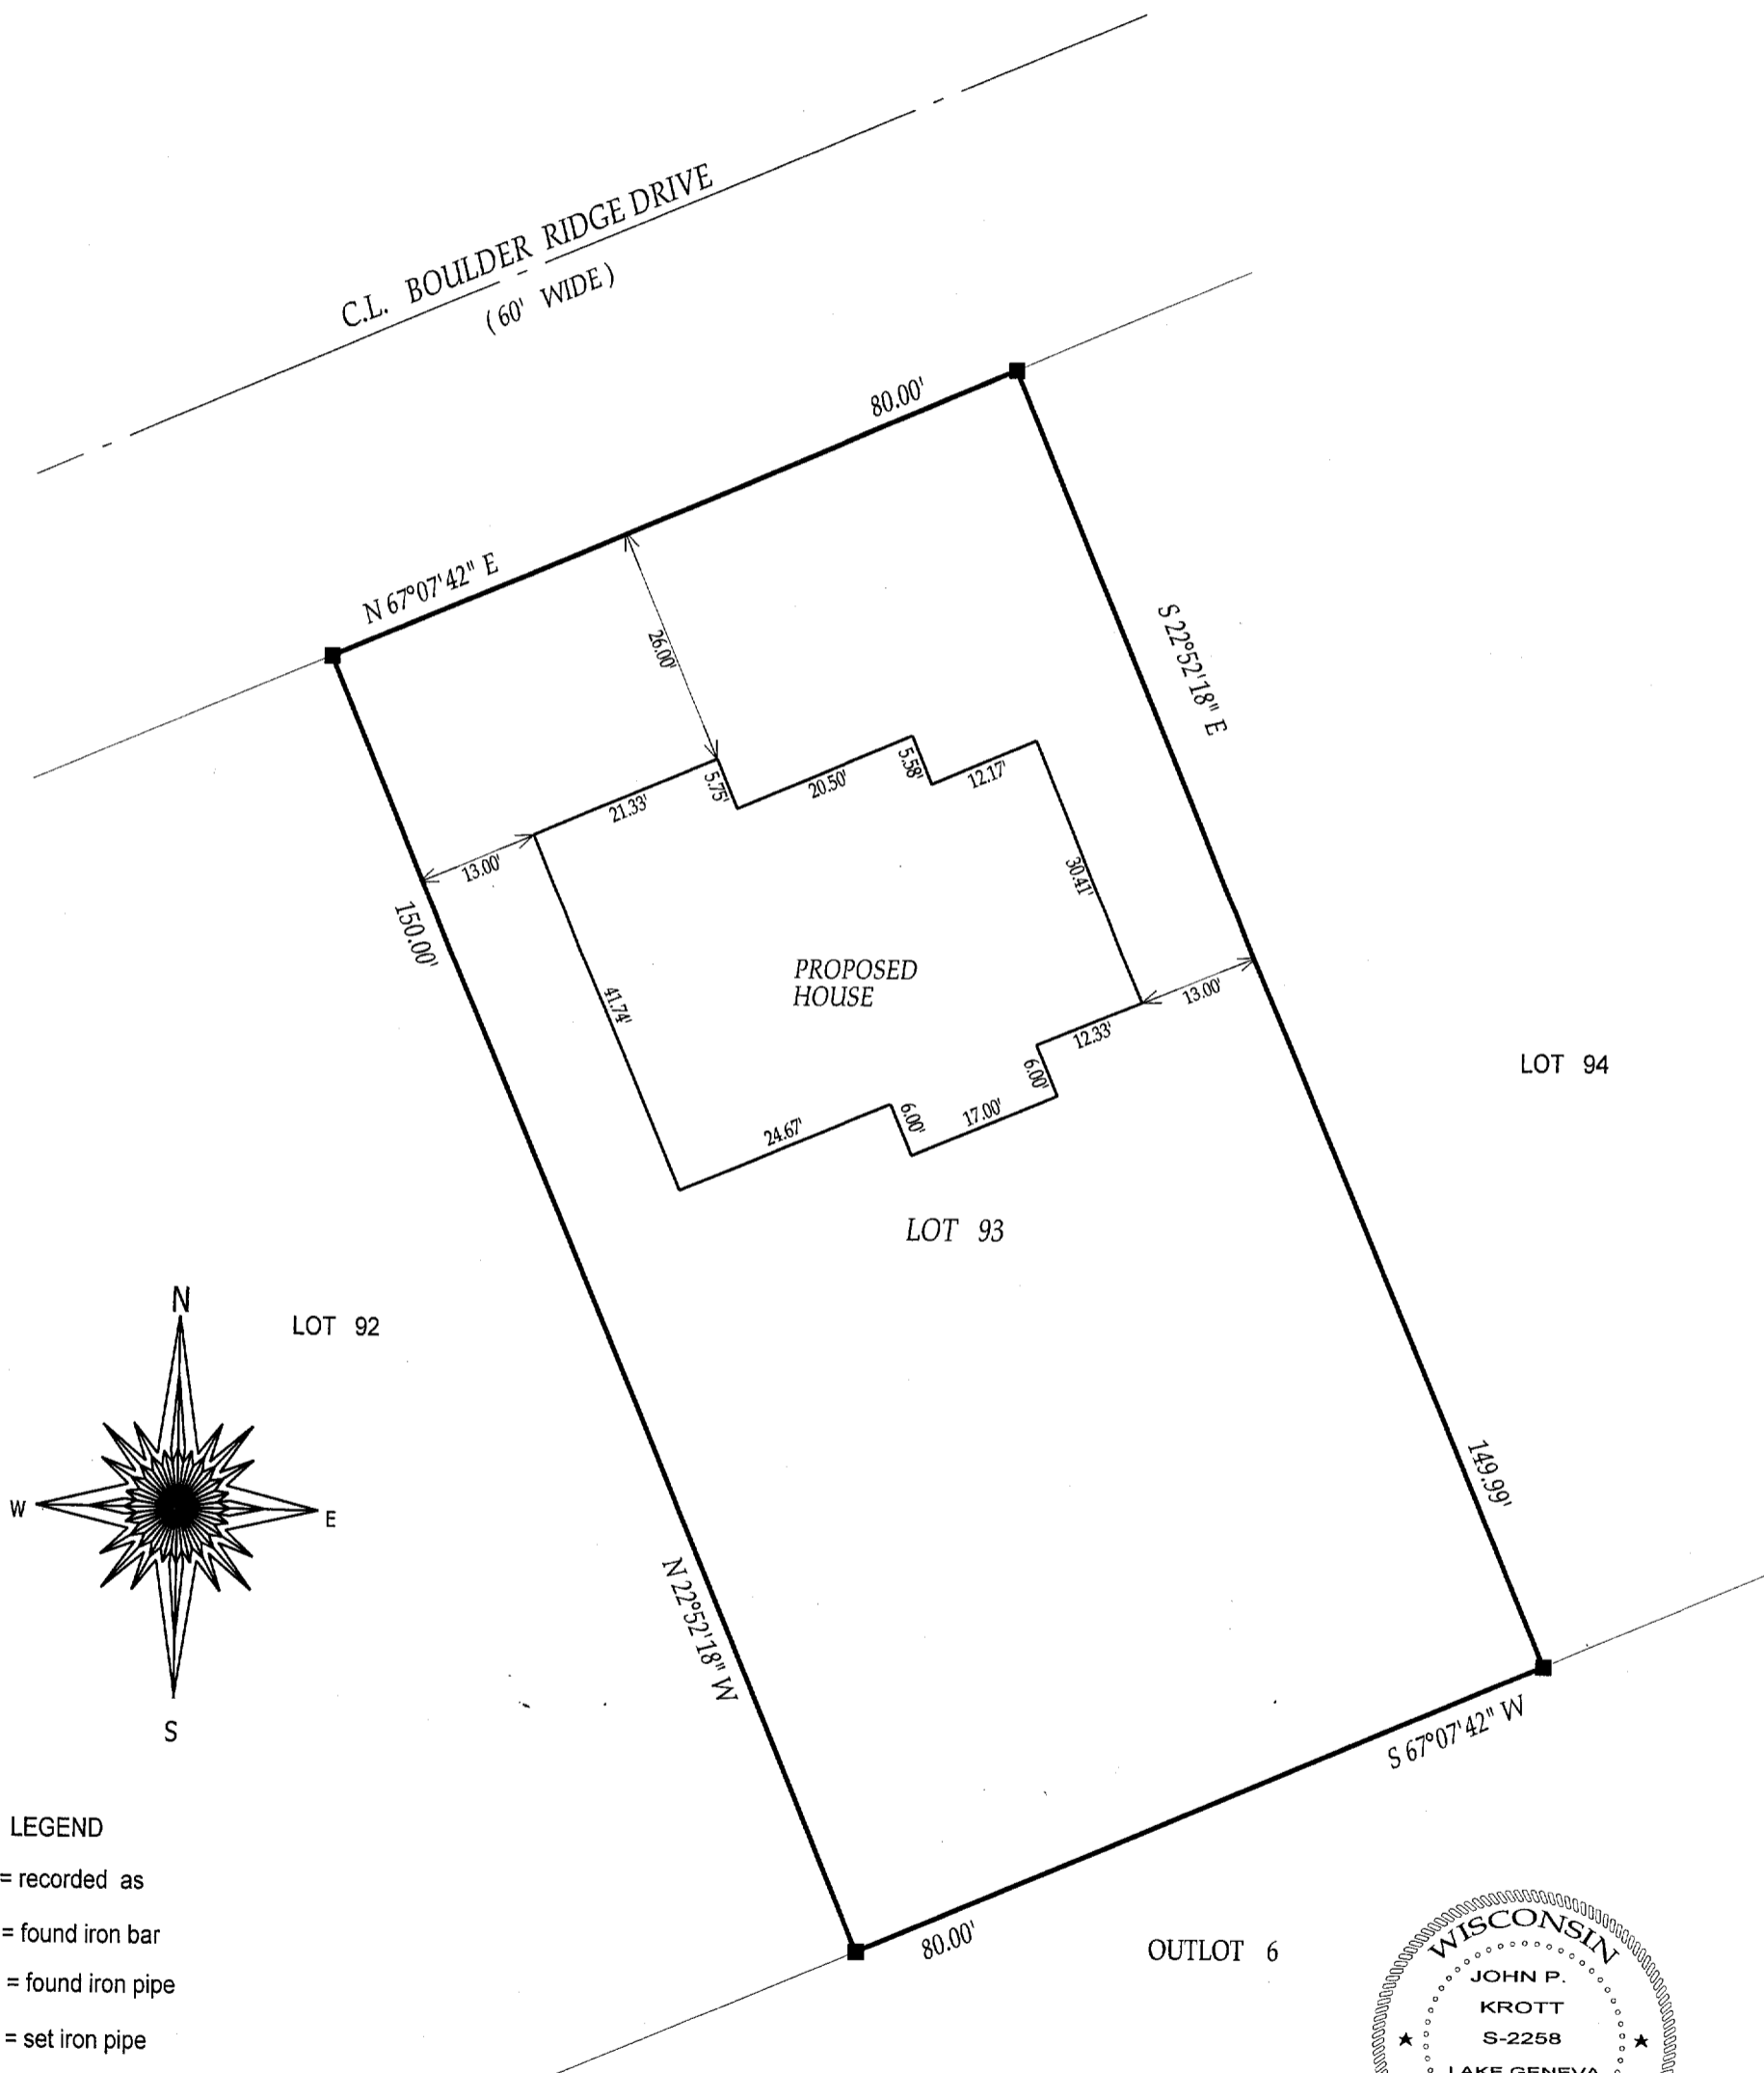 C.L. BOULDER RIDGE DRIVE
(60' WIDE)
80.00'
N 67°07'42" E
S 22°52'18" E
26.00'
5.75'
20.50'
5.58'
12.17'
21.33'
13.00'
30.41'
150.00'
41.74'
PROPOSED
HOUSE
13.00'
12.33'
6.00'
17.00'
6.00'
24.67'
LOT 94
LOT 93
LOT 92
N
W
E
S
149.99'
N 22°52'18" W
S 67°07'42" W
80.00'
OUTLOT 6
LEGEND
= recorded as
= found iron bar
= found iron pipe
= set iron pipe
WISCONSIN
JOHN P.
KROTT
S-2258
LAKE GENEVA